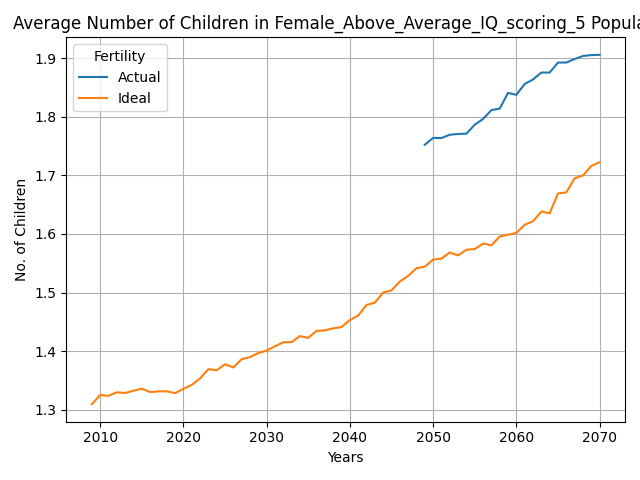 Average Number of Children in Female_Above_Average_IQ_scoring_5 Popula
Fertility
Actual
Ideal
No. of Children
1.9
1.8
1.7
1.6
1.5
1.4
1.3
2010 2020 2030 2040 2050 2060 2070
Years